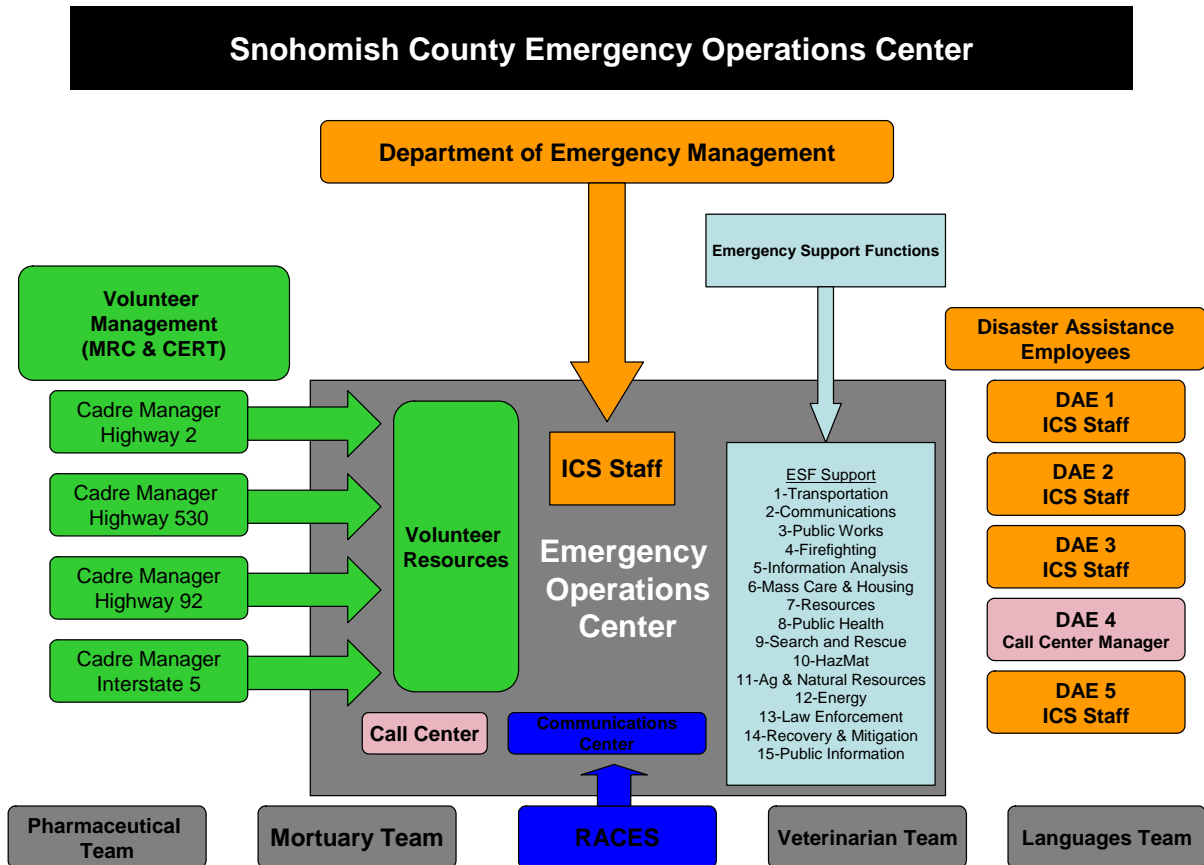 Snohomish County Emergency Operations Center
Department of Emergency Management
Emergency Support Functions
Volunteer
Management
(MRC & CERT)
Disaster Assistance
Employees
Cadre Manager
Highway 2
Cadre Manager
Highway 530
Cadre Manager
Highway 92
Cadre Manager
Interstate 5
Volunteer
Resources
ICS Staff
Emergency
Operations
Center
Call Center
Communications
Center
ESF Support
1-Transportation
2-Communications
3-Public Works
4-Firefighting
5-Information Analysis
6-Mass Care & Housing
7-Resources
8-Public Health
9-Search and Rescue
10-HazMat
11-Ag & Natural Resources
12-Energy
13-Law Enforcement
14-Recovery & Mitigation
15-Public Information
DAE 1
ICS Staff
DAE 2
ICS Staff
DAE 3
ICS Staff
DAE 4
Call Center Manager
DAE 5
ICS Staff
Pharmaceutical
Team
Mortuary Team
RACES
Veterinarian Team
Languages Team